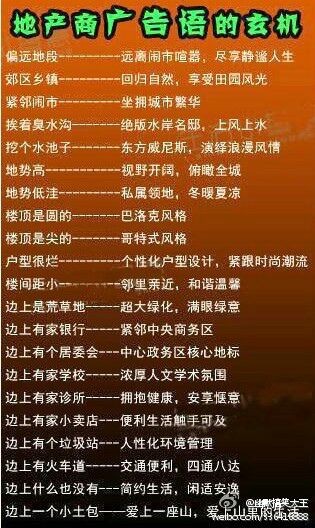 地产商广告语的玄机
偏远地段--------远离闹市喧嚣，尽享静谧人生
郊区乡镇--------回归自然，享受田园风光
紧邻闹市--------坐拥城市繁华
挨着臭水沟------绝版水岸名邸，上风上水
挖个水池子------东方威尼斯，演绎浪漫风情
地势高----------视野开阔，俯瞰全城
地势低洼--------私属领地，冬暖夏凉
楼顶是圆的------巴洛克风格
楼顶是尖的------哥特式风格
户型很烂--------个性化户型设计，紧跟时尚潮流
楼间距小--------邻里亲近，和谐温馨
边上是荒草地----超大绿化，满眼绿意
边上有家银行----紧邻中央商务区
边上有个居委会---中心政务区核心地标
边上有家学校-----浓厚人文学术氛围
边上有家诊所-----拥抱健康，安享惬意
边上有家小卖店---便利生活触手可及
边上有个垃圾站---人性化环境管理
边上有火车道-----交通便利，四通八达
边上什么也没有---简约生活，闲适安逸
边上一个小土包---爱上一座山，爱上山里的生活
@幽默搞笑大王